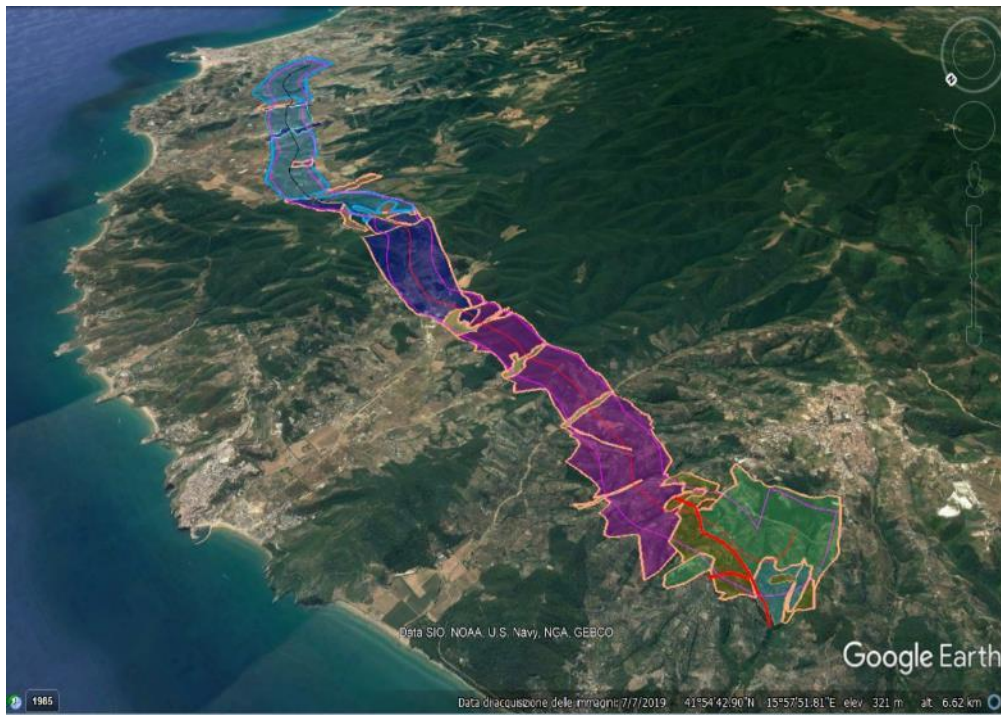 Data SIO, NOAA, U.S. Navy, NGA, GEBCO
Google Earth
1985
Data di acquisizione delle immagini: 7/7/2019 41°54'42.90"N 15°57'51.81"E elev 321 m alt 6.62 km